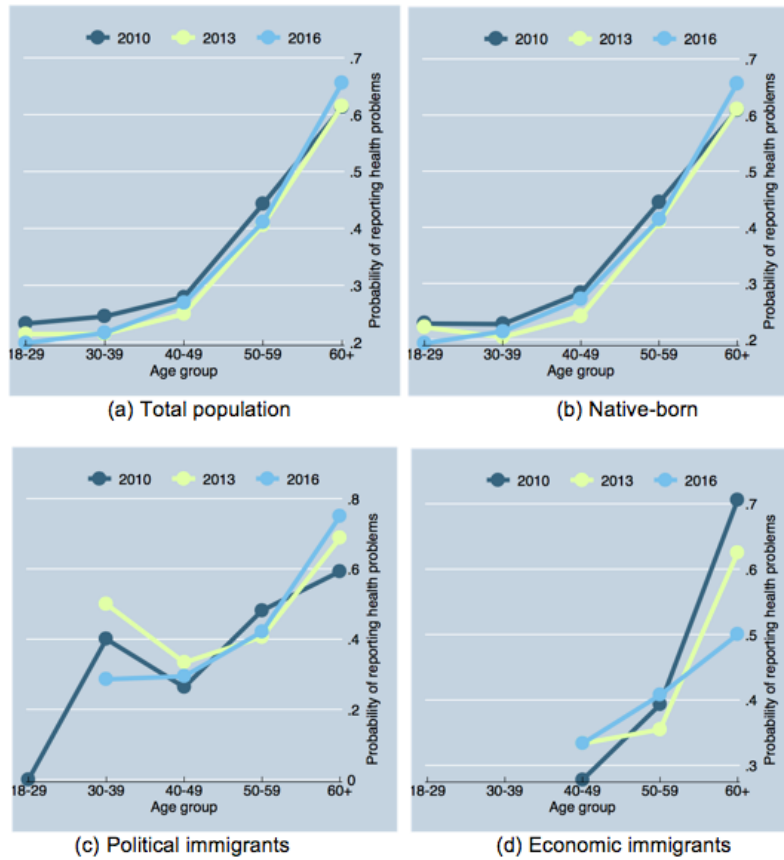 2010 2013 2016
.7
.6
.5
.4
.3
.2
Probability of reporting health problems
18-29 30-39 40-49 50-59 60+
Age group
(a) Total population
2010 2013 2016
.7
.6
.5
.4
.3
.2
Probability of reporting health problems
18-29 30-39 40-49 50-59 60+
Age group
(b) Native-born
2010 2013 2016
.8
.6
.4
.2
0
Probability of reporting health problems
18-29 30-39 40-49 50-59 60+
Age group
(c) Political immigrants
2010 2013 2016
.7
.6
.5
.4
.3
Probability of reporting health problems
18-29 30-39 40-49 50-59 60+
Age group
(d) Economic immigrants